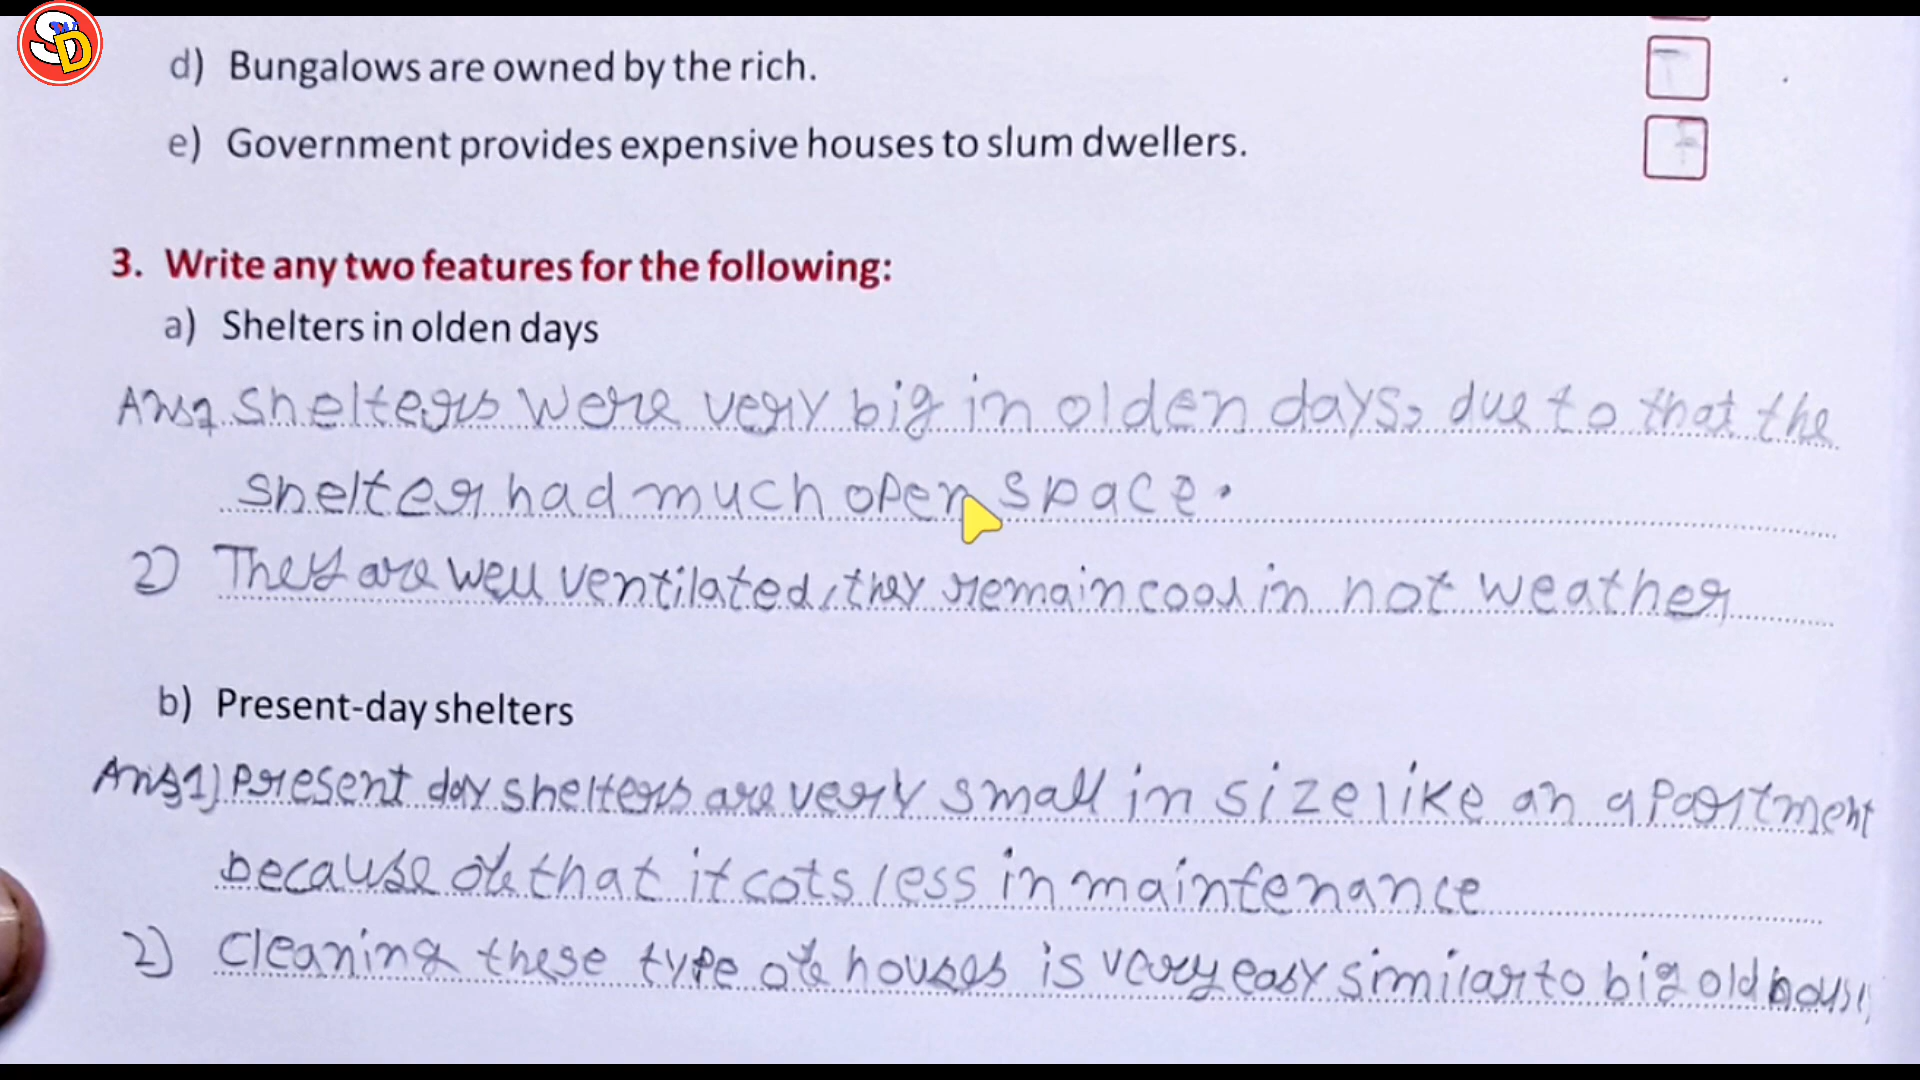 SD
d) Bungalows are owned by the rich. T
e) Government provides expensive houses to slum dwellers. F
3. Write any two features for the following:
a) Shelters in olden days
Ans1. Shelters were very big in olden days, due to that the
shelter had much open space.
2) They are well ventilated, they remain cool in hot weather
b) Present-day shelters
Ans1) Present day shelters are very small in size like an apartment
because of that it cots less in maintenance
2) Cleaning these type of houses is very easy similar to big old